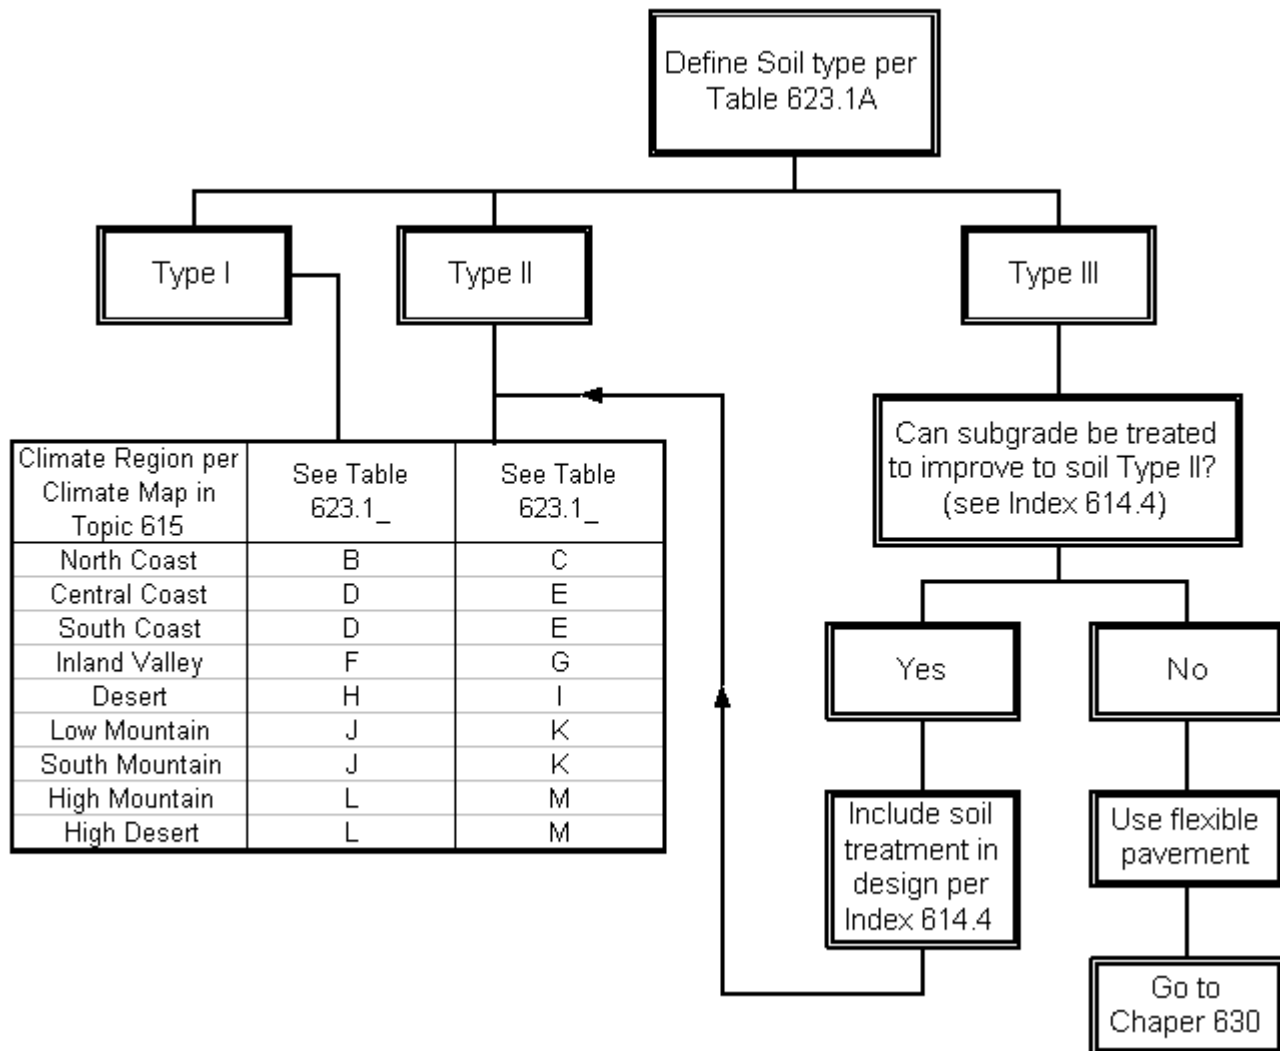 Define Soil type per
Table 623.1A
Type I
Type II
Type III
Can subgrade be treated
to improve to soil Type II?
(see Index 614.4)
Climate Region per
Climate Map in
Topic 615
See Table
623.1_
See Table
623.1_
North Coast B C
Central Coast D E
South Coast D E
Inland Valley F G
Desert H I
Low Mountain J K
South Mountain J K
High Mountain L M
High Desert L M
Yes
No
Include soil
treatment in
design per
Index 614.4
Use flexible
pavement
Go to
Chaper 630